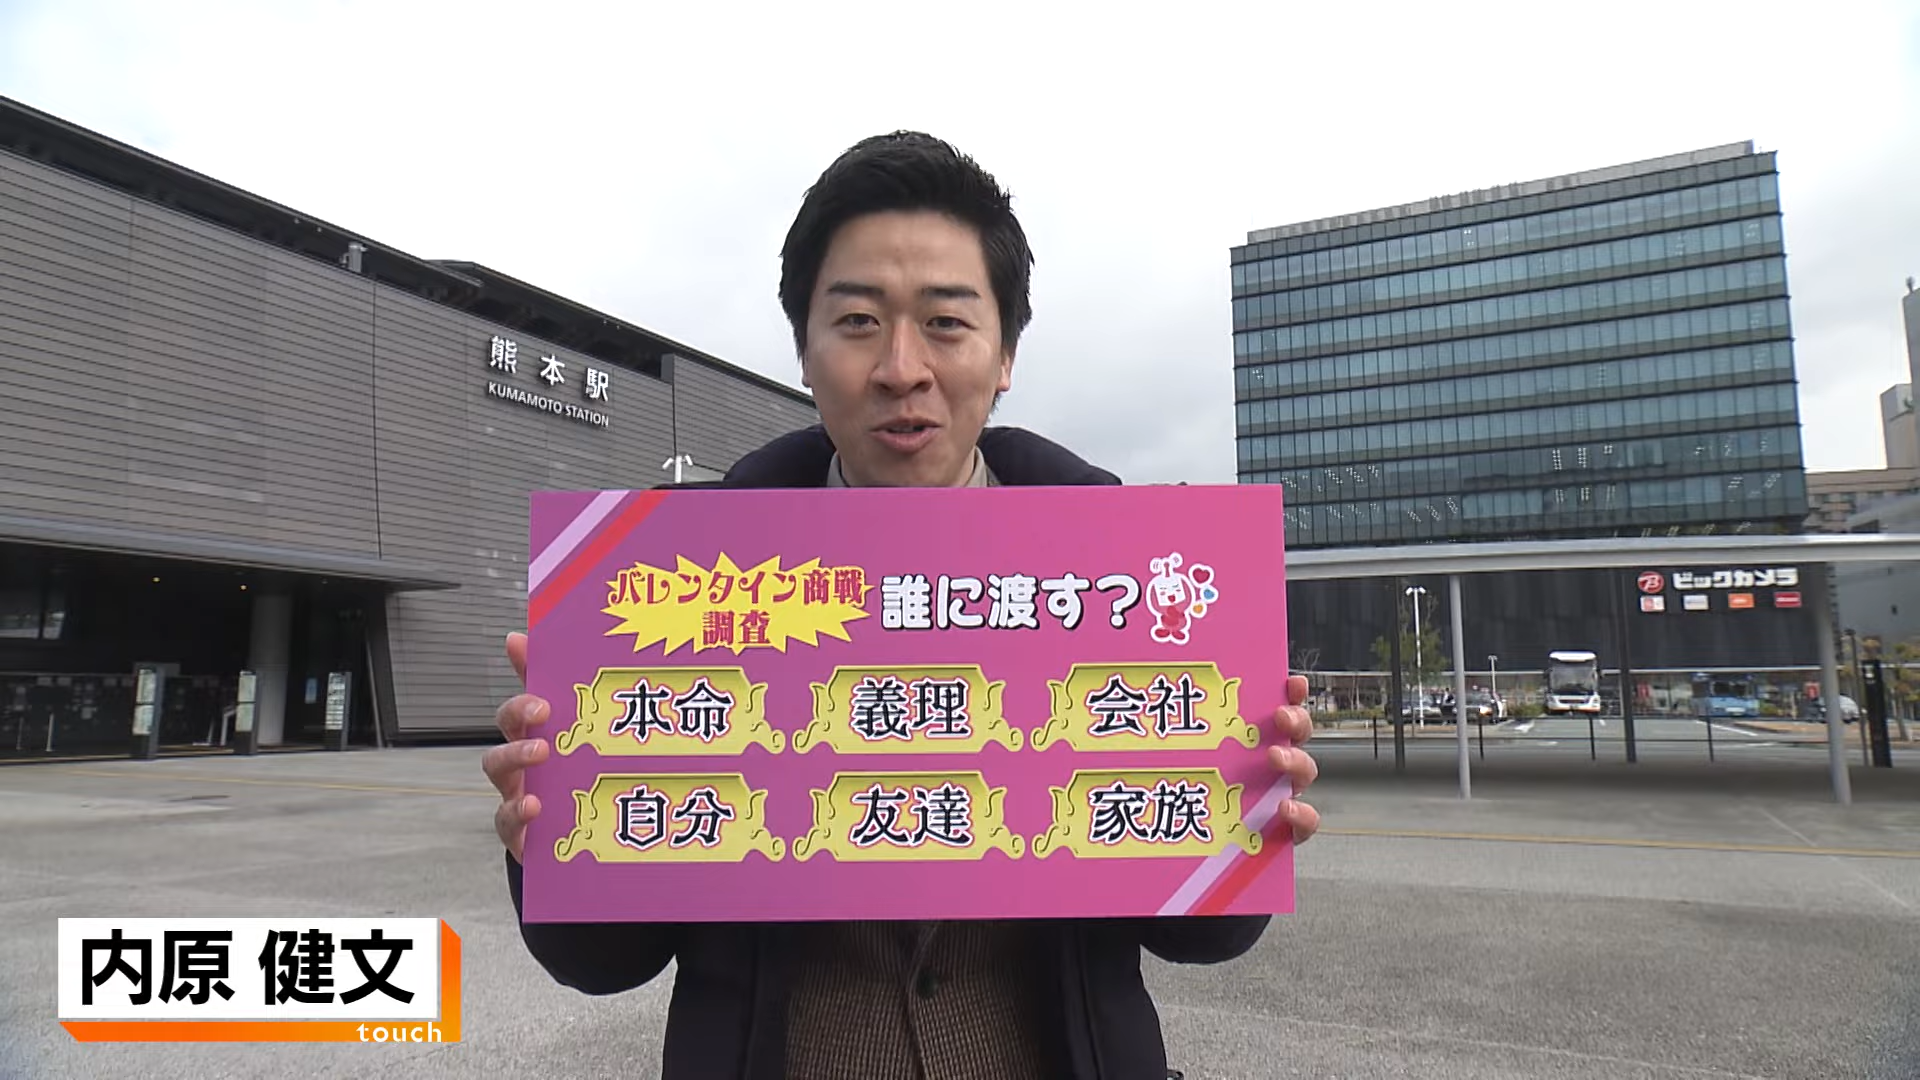 熊本駅
KUMAMOTO STATION
バレンタイン商戦
調査
誰に渡す?
本命
義理
会社
自分
友達
家族
ビックカメラ
内原 健文
touch